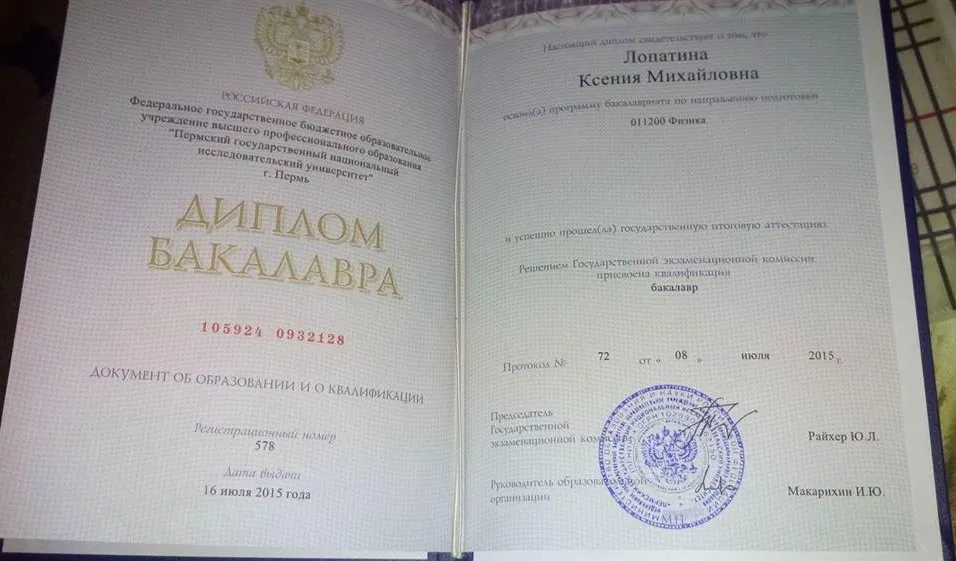 РОССИЙСКАЯ ФЕДЕРАЦИЯ
Федеральное государственное бюджетное образовательное
учреждение высшего профессионального образования
"Пермский государственный национальный
исследовательский университет"
г. Пермь
ДИПЛОМ
БАКАЛАВРА
105924 0932128
ДОКУМЕНТ ОБ ОБРАЗОВАНИИ И О КВАЛИФИКАЦИИ
Регистрационный номер
578
Дата выдачи
16 июля 2015 года
Настоящий диплом свидетельствует о том, что
Лопатина
Ксения Михайловна
освоил(а) программу бакалавриата по направлению подготовки
011200 Физика
и успешно прошел(ла) государственную итоговую аттестацию
Решением Государственной экзаменационной комиссии
присвоена квалификация
бакалавр
Протокол № 72 от « 08 » июля 2015 г.
Председатель
Государственной
экзаменационной комиссии
Райхер Ю.Л.
Руководитель образовательной
организации
Макарихин И.Ю.
М.П.